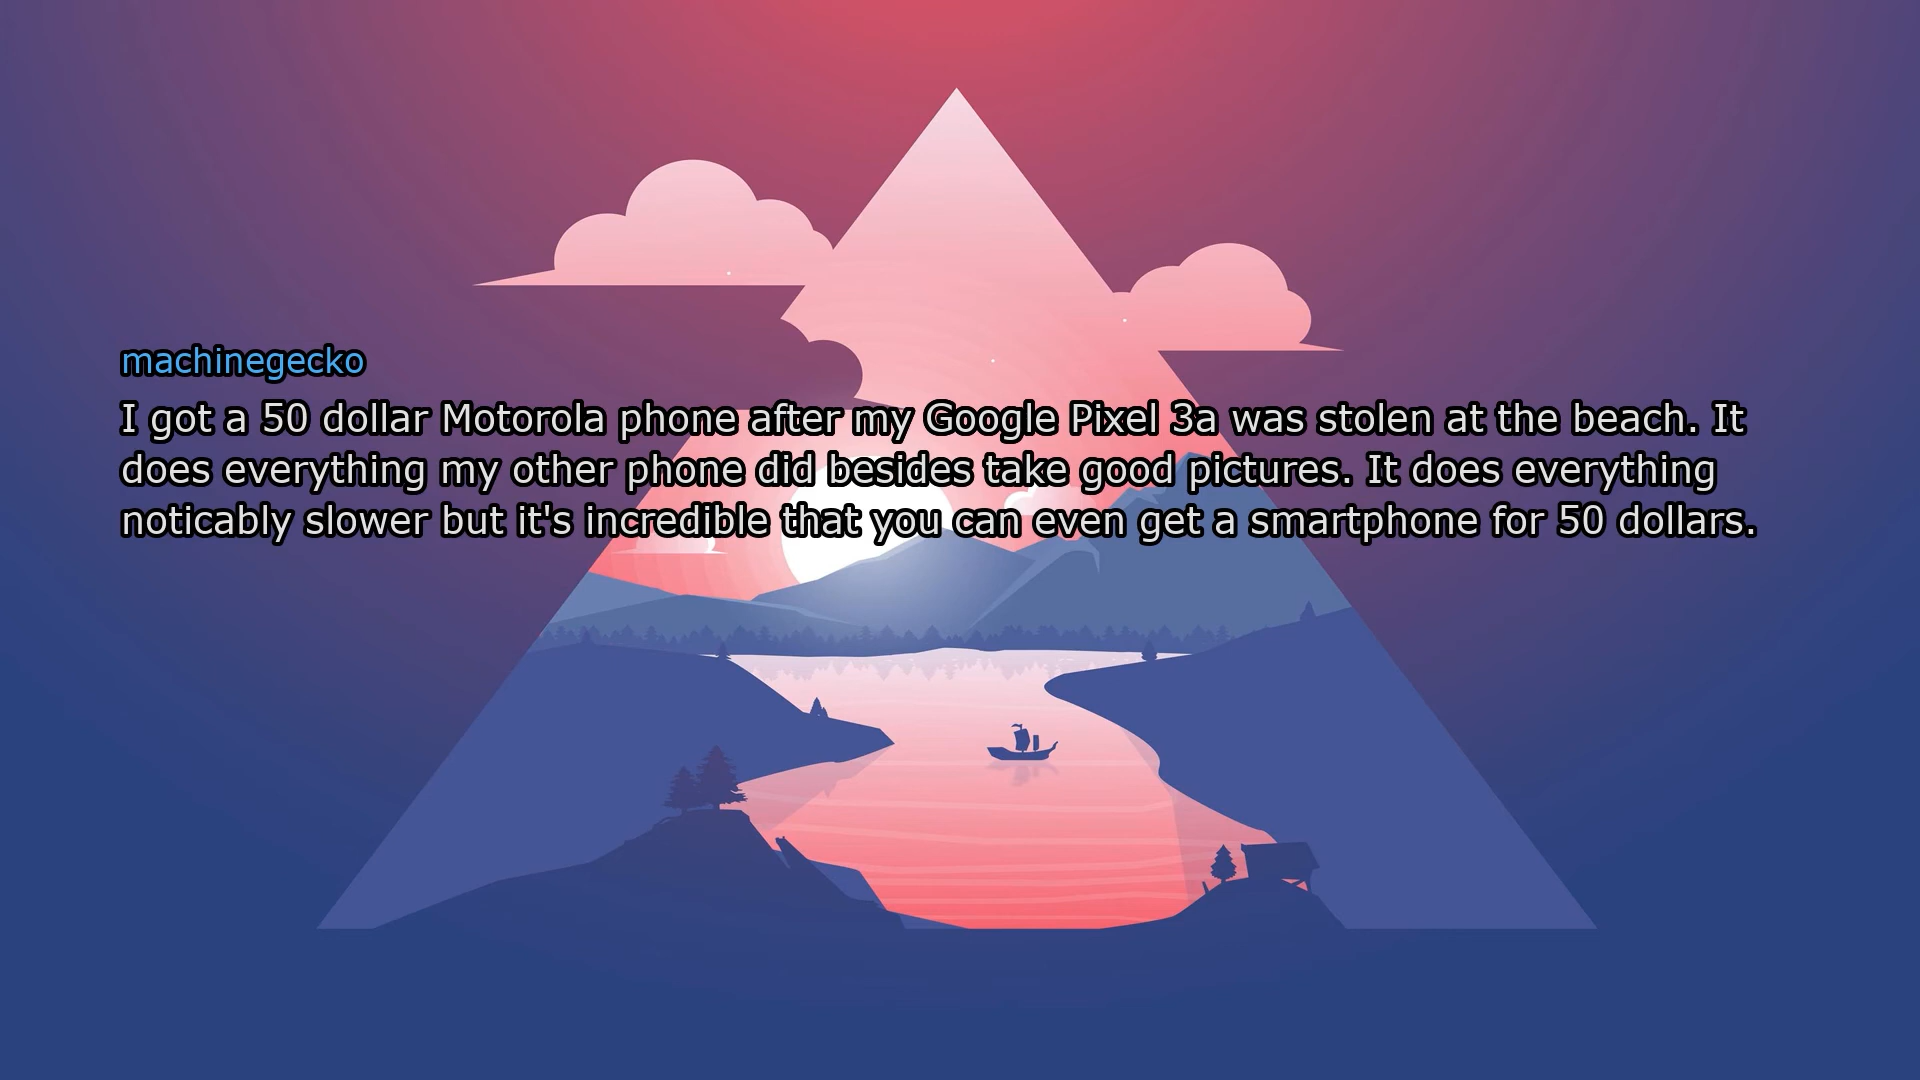 machinegecko
I got a 50 dollar Motorola phone after my Google Pixel 3a was stolen at the beach. It
does everything my other phone did besides take good pictures. It does everything
noticably slower but it's incredible that you can even get a smartphone for 50 dollars.